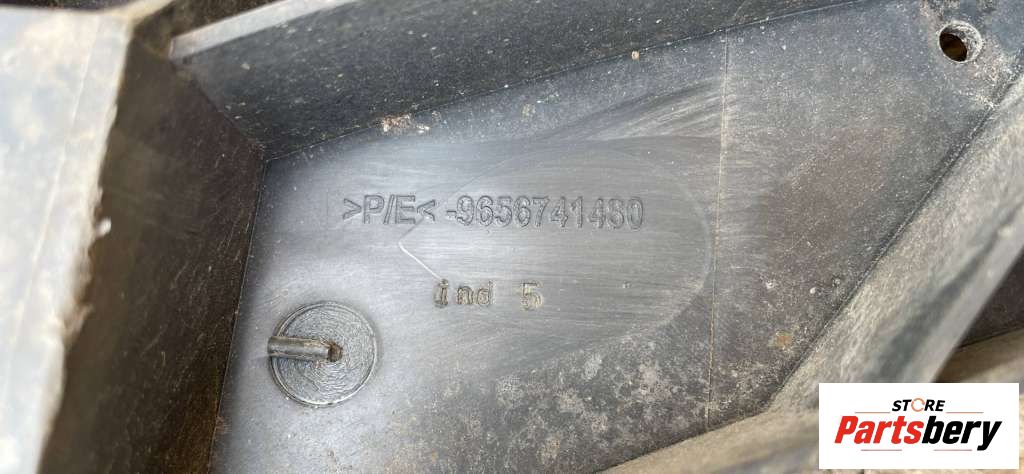 >P/E< -9656741480
ind 5
STORE
Partsbery